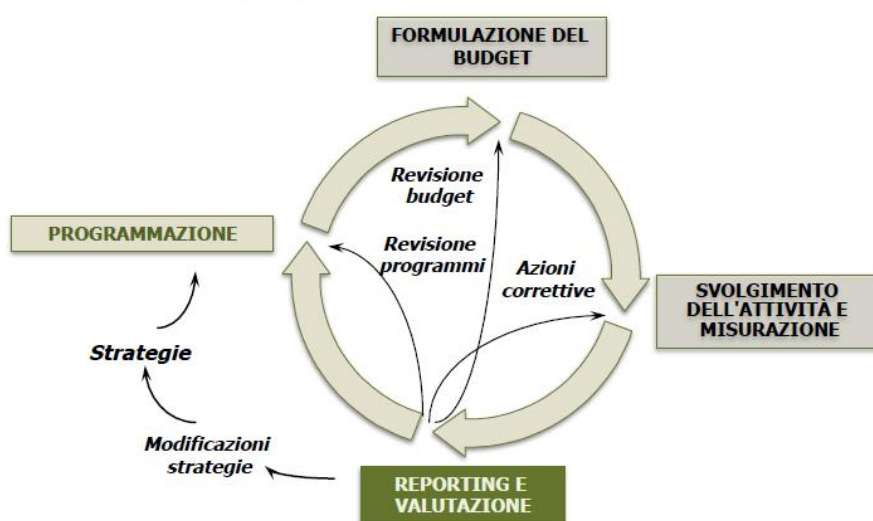 FORMULAZIONE DEL
BUDGET
Revisione
budget
PROGRAMMAZIONE
Revisione
programmi
Azioni
correttive
SVOLGIMENTO
DELL'ATTIVITÀ E
MISURAZIONE
Strategie
Modificazioni
strategie
REPORTING E
VALUTAZIONE